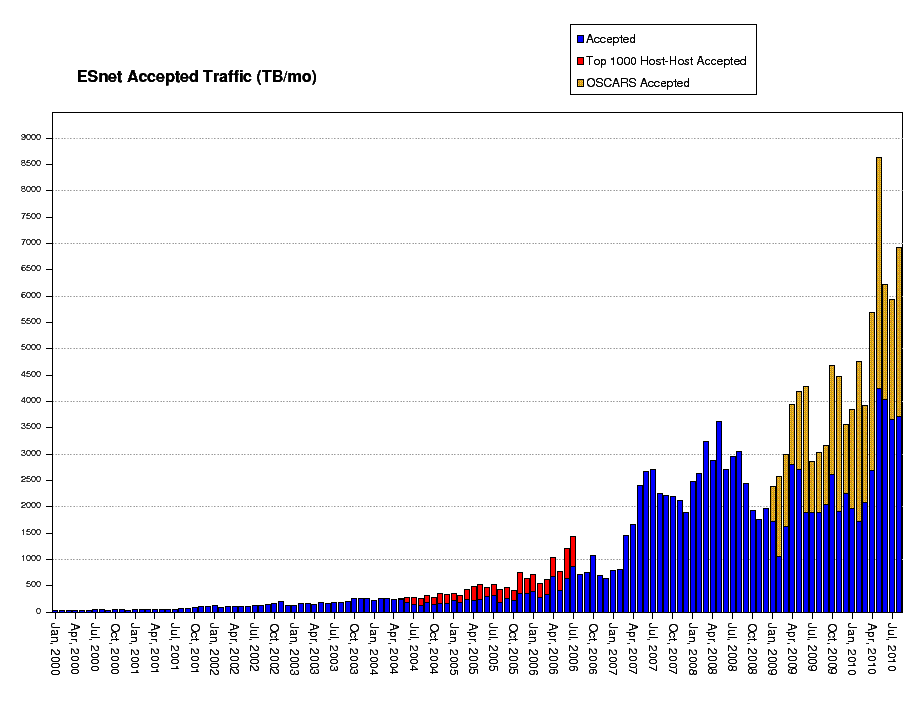 Accepted
Top 1000 Host-Host Accepted
OSCARS Accepted
ESnet Accepted Traffic (TB/mo)
9000
8500
8000
7500
7000
6500
6000
5500
5000
4500
4000
3500
3000
2500
2000
1500
1000
500
0
Jan, 2000
Apr, 2000
Jul, 2000
Oct, 2000
Jan, 2001
Apr, 2001
Jul, 2001
Oct, 2001
Jan, 2002
Apr, 2002
Jul, 2002
Oct, 2002
Jan, 2003
Apr, 2003
Jul, 2003
Oct, 2003
Jan, 2004
Apr, 2004
Jul, 2004
Oct, 2004
Jan, 2005
Apr, 2005
Jul, 2005
Oct, 2005
Jan, 2006
Apr, 2006
Jul, 2006
Oct, 2006
Jan, 2007
Apr, 2007
Jul, 2007
Oct, 2007
Jan, 2008
Apr, 2008
Jul, 2008
Oct, 2008
Jan, 2009
Apr, 2009
Jul, 2009
Oct, 2009
Jan, 2010
Apr, 2010
Jul, 2010